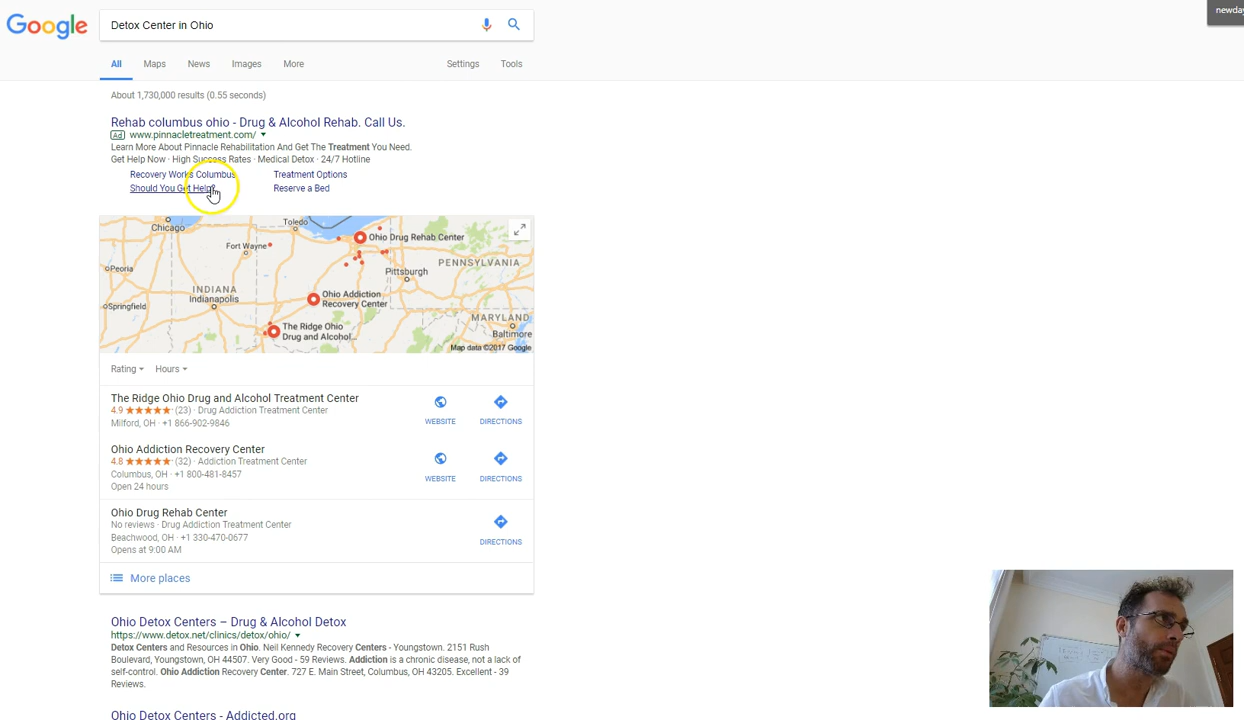 newday
Google
Detox Center in Ohio
All Maps News Images More Settings Tools
About 1,730,000 results (0.55 seconds)
Rehab columbus ohio - Drug & Alcohol Rehab. Call Us.
Ad www.pinnacletreatment.com/
Learn More About Pinnacle Rehabilitation And Get The Treatment You Need.
Get Help Now · High Success Rates · Medical Detox · 24/7 Hotline
Recovery Works Columbus Treatment Options
Should You Get Help? Reserve a Bed
Chicago
Toledo
Ohio Drug Rehab Center
Fort Wayne
PENNSYLVANIA
Peoria
Pittsburgh
INDIANA
Indianapolis
Ohio Addiction
Recovery Center
Springfield
MARYLAND
The Ridge Ohio
Drug and Alcohol...
Baltimore
Map data ©2017 Google
Rating Hours
The Ridge Ohio Drug and Alcohol Treatment Center
4.9 ★★★★★ (23) · Drug Addiction Treatment Center
Milford, OH · +1 866-902-9846
WEBSITE DIRECTIONS
Ohio Addiction Recovery Center
4.8 ★★★★★ (32) · Addiction Treatment Center
Columbus, OH · +1 800-481-8457
Open 24 hours
WEBSITE DIRECTIONS
Ohio Drug Rehab Center
No reviews · Drug Addiction Treatment Center
Beachwood, OH · +1 330-470-0677
Opens at 9:00 AM
DIRECTIONS
More places
Ohio Detox Centers – Drug & Alcohol Detox
https://www.detox.net/clinics/detox/ohio/
Detox Centers and Resources in Ohio. Neil Kennedy Recovery Centers - Youngstown. 2151 Rush
Boulevard, Youngstown, OH 44507. Very Good - 59 Reviews. Addiction is a chronic disease, not a lack of
self-control. Ohio Addiction Recovery Center. 727 E. Main Street, Columbus, OH 43205. Excellent - 39
Reviews.
Ohio Detox Centers - Addicted.org